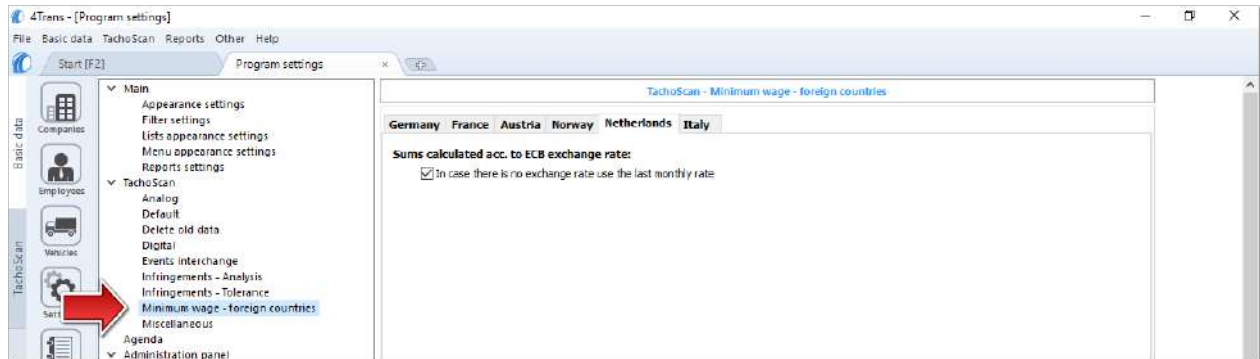 4Trans - [Program settings]
File Basic data TachoScan Reports Other Help
Start [F2]
Program settings
Basic data
TachoScan
Companies
Employees
Vehicles
Main
Appearance settings
Filter settings
Lists appearance settings
Menu appearance settings
Reports settings
TachoScan
Analog
Default
Delete old data
Digital
Events interchange
Infringements - Analysis
Infringements - Tolerance
Minimum wage - foreign countries
Miscellaneous
Agenda
Administration panel
TachoScan - Minimum wage - foreign countries
Germany France Austria Norway Netherlands Italy
Sums calculated acc. to ECB exchange rate:
In case there is no exchange rate use the last monthly rate